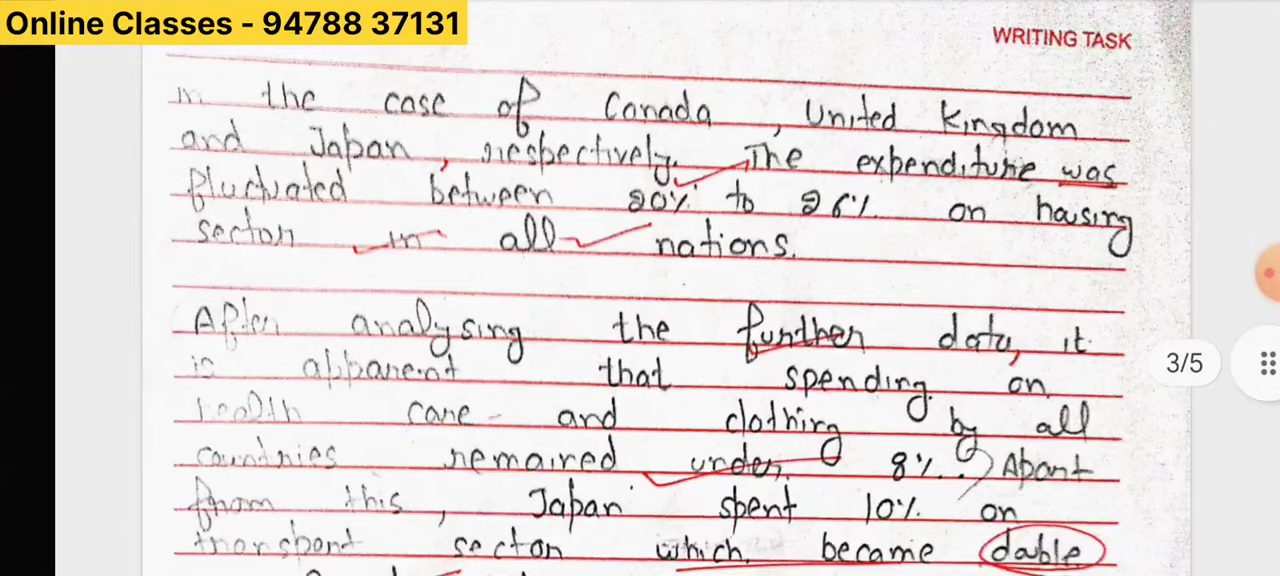 Online Classes - 94788 37131
WRITING TASK
in the case of Canada, United Kingdom
and Japan, respectively. The expenditure was
fluctuated between 20% to 26% on housing
sector in all nations.
After analysing the further data, it
is apparent that spending on
health care and clothing by all
countries remained under 8%. Apart
from this, Japan spent 10% on
transport sector which became dable
3/5